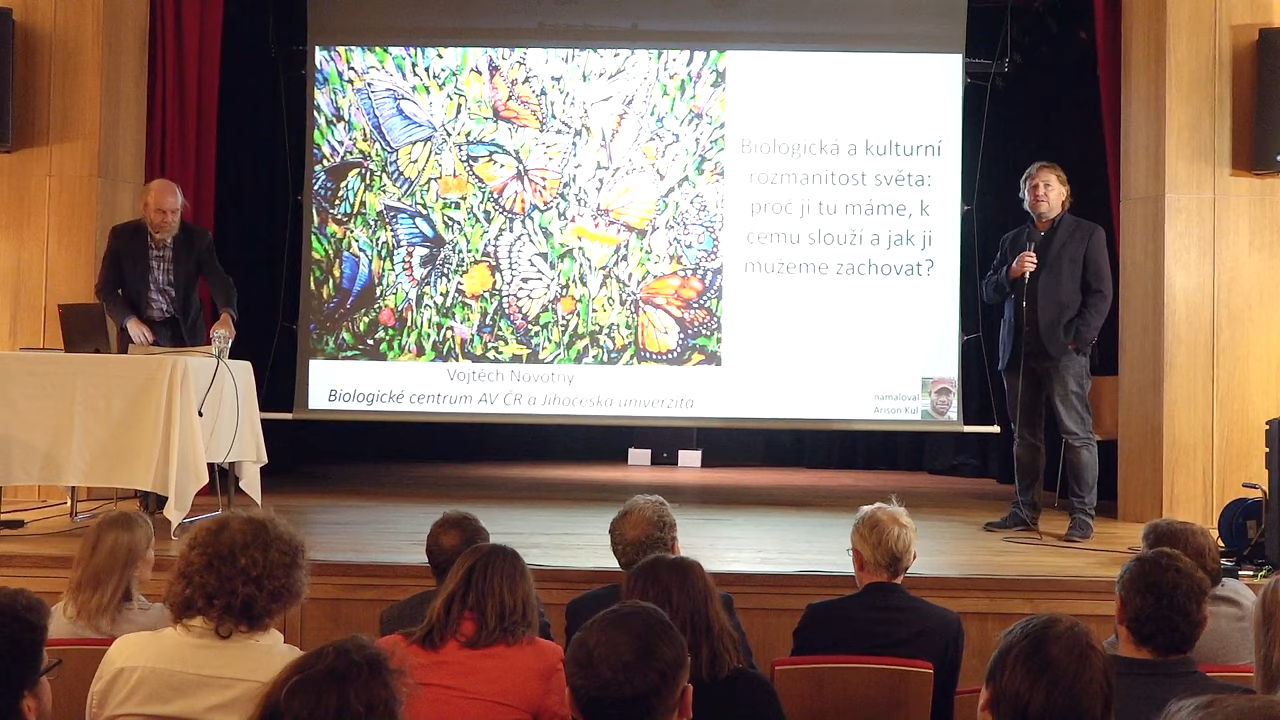 Biologická a kulturní
rozmanitost světa:
proč ji tu máme, k
čemu slouží a jak ji
můžeme zachovat?
Vojtěch Novotný
Biologické centrum AV ČR a Jihočeská univerzita
namaloval
Arison Kul